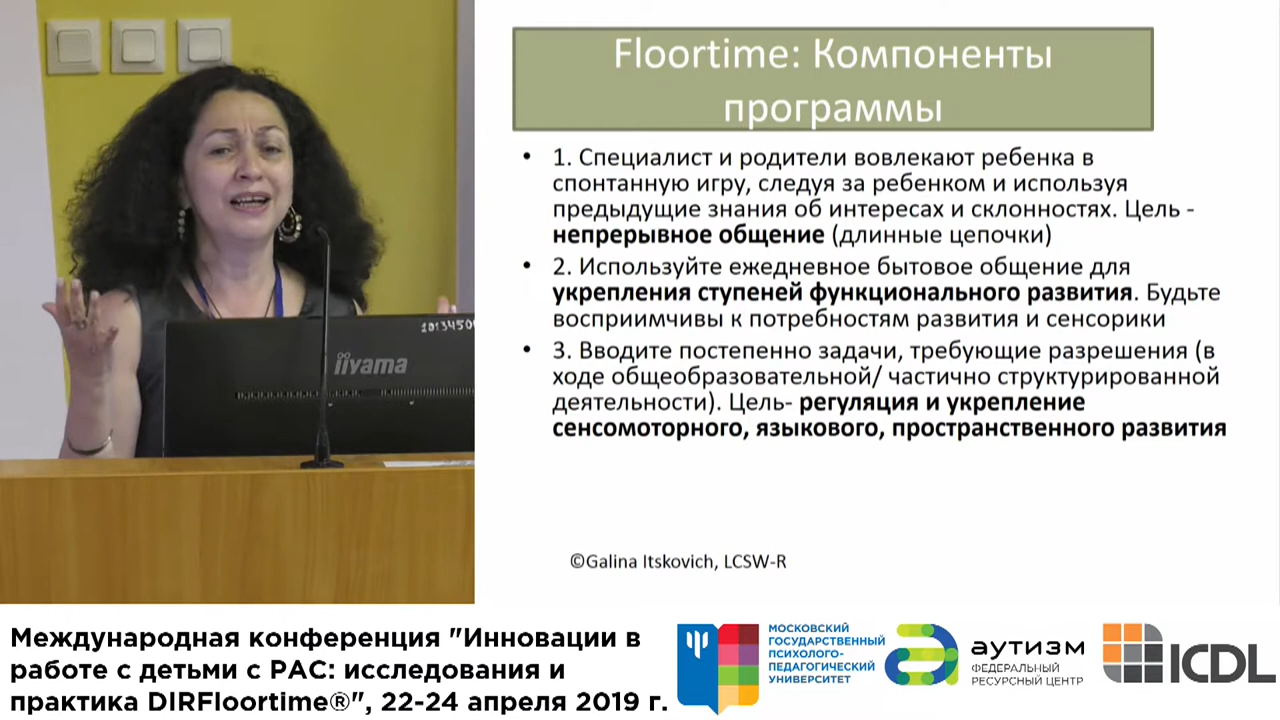 Floortime: Компоненты
программы
• 1. Специалист и родители вовлекают ребенка в
спонтанную игру, следуя за ребенком и используя
предыдущие знания об интересах и склонностях. Цель -
непрерывное общение (длинные цепочки)
• 2. Используйте ежедневное бытовое общение для
укрепления ступеней функционального развития. Будьте
восприимчивы к потребностям развития и сенсорики
• 3. Вводите постепенно задачи, требующие разрешения (в
ходе общеобразовательной/ частично структурированной
деятельности). Цель- регуляция и укрепление
сенсомоторного, языкового, пространственного развития
©Galina Itskovich, LCSW-R
iiyama
Международная конференция "Инновации в
работе с детьми с РАС: исследования и
практика DIRFloortime®", 22-24 апреля 2019 г.
МОСКОВСКИЙ
ГОСУДАРСТВЕННЫЙ
ПСИХОЛОГО-
ПЕДАГОГИЧЕСКИЙ
УНИВЕРСИТЕТ
аутизм
ФЕДЕРАЛЬНЫЙ
РЕСУРСНЫЙ ЦЕНТР
ICDL